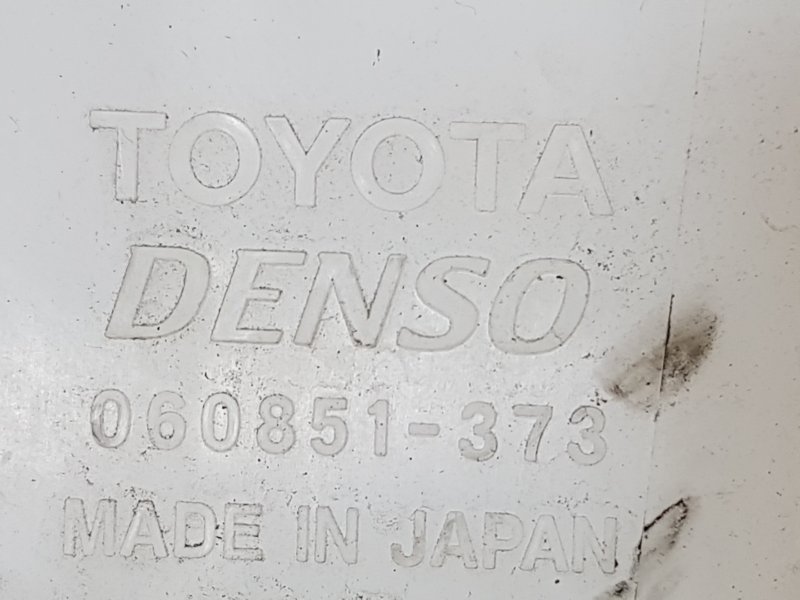 TOYOTA
DENSO
060851-373
MADE IN JAPAN